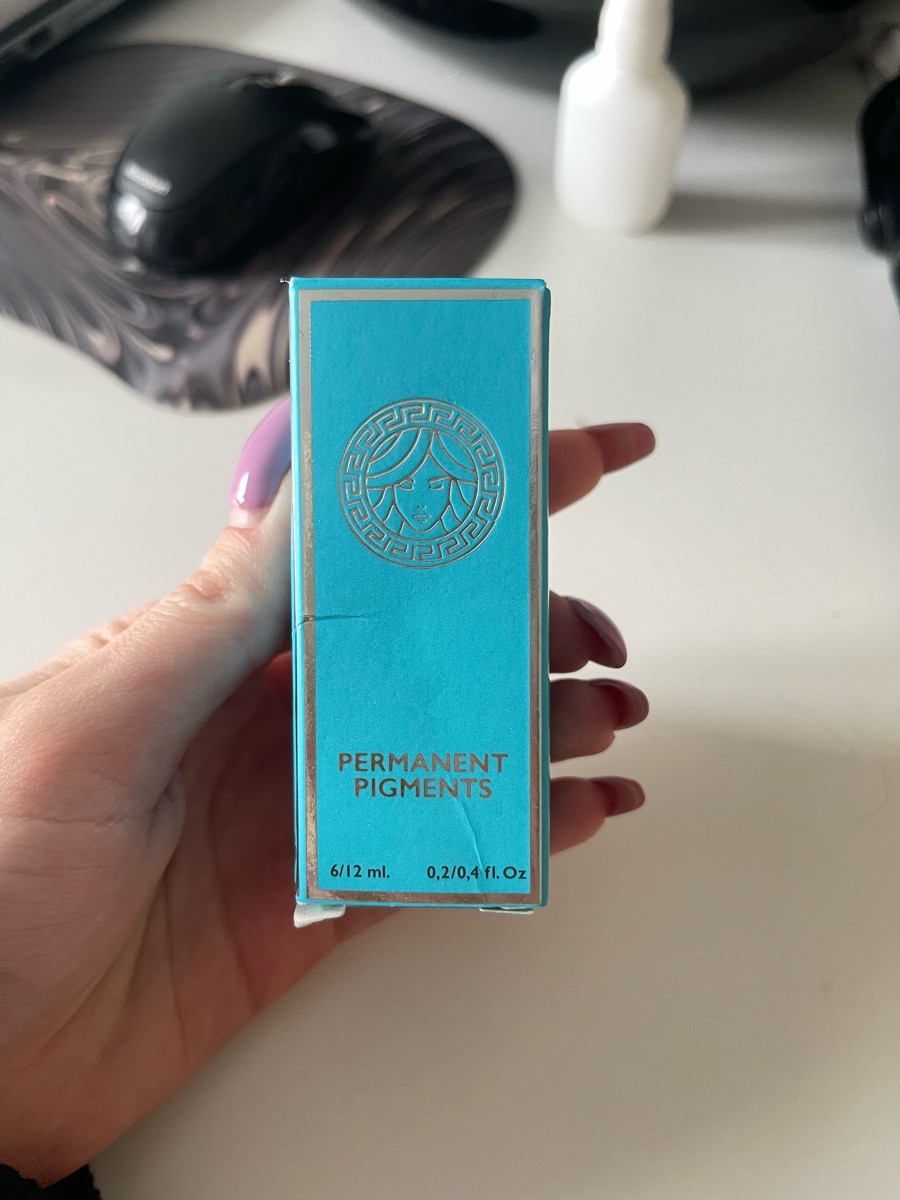 PERMANENT
PIGMENTS
6/12 ml. 0,2/0,4 fl. Oz